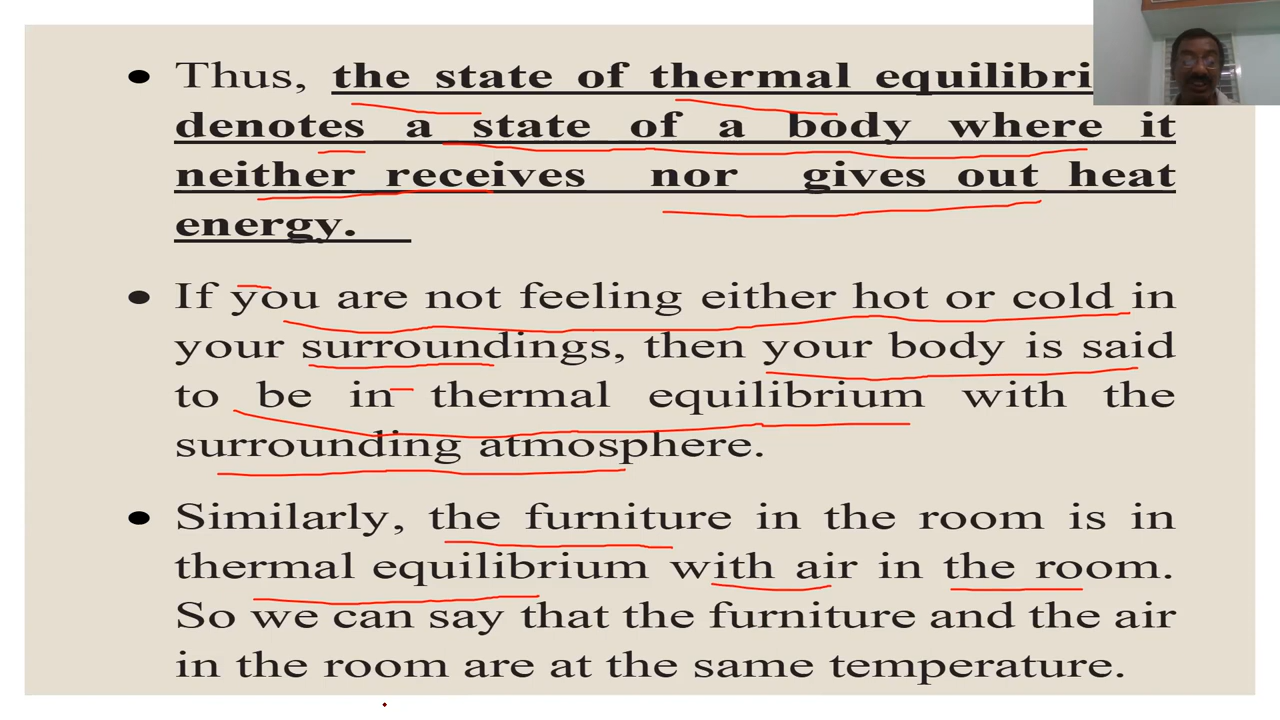 • Thus, the state of thermal equilibri
denotes a state of a body where it
neither receives nor gives out heat
energy.
• If you are not feeling either hot or cold in
your surroundings, then your body is said
to be in thermal equilibrium with the
surrounding atmosphere.
• Similarly, the furniture in the room is in
thermal equilibrium with air in the room.
So we can say that the furniture and the air
in the room are at the same temperature.